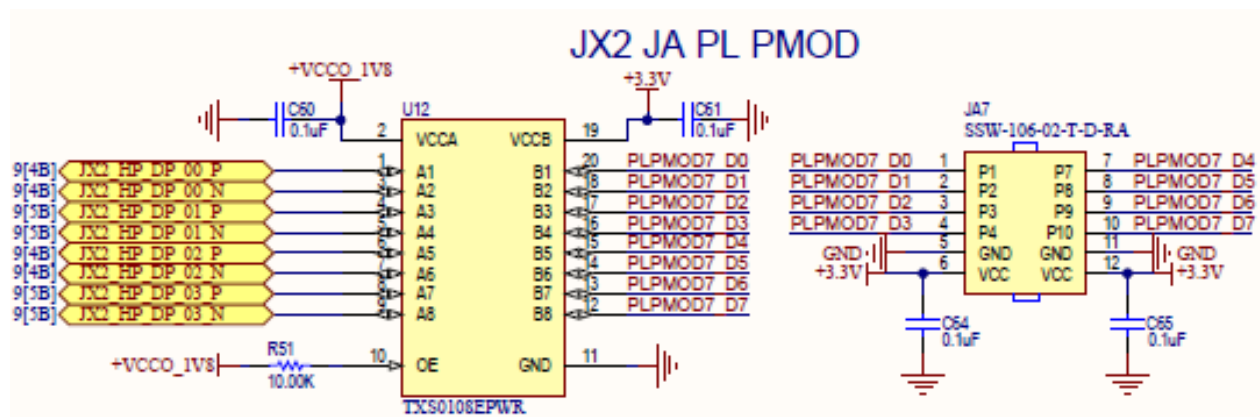 JX2 JA PL PMOD
+VCCO_1V8
C60
0.1uF
U12
+3.3V
C61
0.1uF
2 VCCA VCCB 19
9[4B] JX2_HP_DP_00_P 1 A1 B1 20 PLPMOD7_D0
9[4B] JX2_HP_DP_00_N A2 B2 PLPMOD7_D1
9[5B] JX2_HP_DP_01_P A3 B3 PLPMOD7_D2
9[5B] JX2_HP_DP_01_N A4 B4 PLPMOD7_D3
9[4B] JX2_HP_DP_02_P A5 B5 PLPMOD7_D4
9[4B] JX2_HP_DP_02_N A6 B6 PLPMOD7_D5
9[5B] JX2_HP_DP_03_P A7 B7 PLPMOD7_D6
9[5B] JX2_HP_DP_03_N A8 B8 PLPMOD7_D7
+VCCO_1V8 R51 10 OE GND 11
10.00K
TXS0108EPWR
JA7
SSW-106-02-T-D-RA
PLPMOD7_D0 1 P1 P7 7 PLPMOD7_D4
PLPMOD7_D1 2 P2 P8 8 PLPMOD7_D5
PLPMOD7_D2 3 P3 P9 9 PLPMOD7_D6
PLPMOD7_D3 4 P4 P10 10 PLPMOD7_D7
GND 5 GND GND 11 GND
+3.3V 6 VCC VCC 12 +3.3V
C64
0.1uF
C65
0.1uF